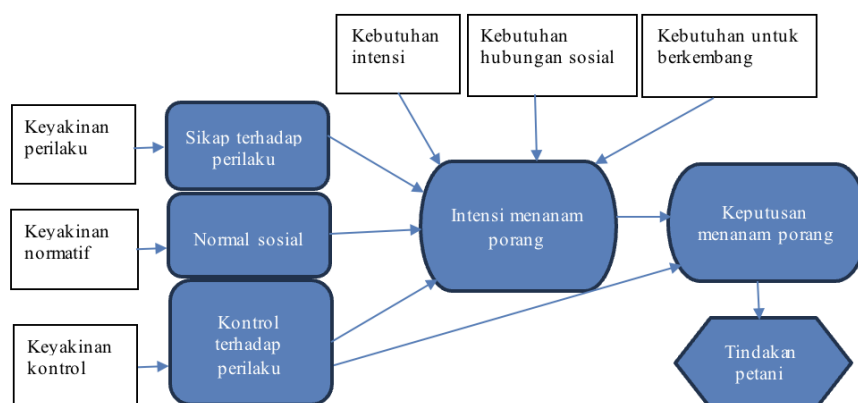 Kebutuhan
intensi
Kebutuhan
hubungan sosial
Kebutuhan untuk
berkembang
Keyakinan
perilaku
Sikap terhadap
perilaku
Keyakinan
normatif
Normal sosial
Intensi menanam
porang
Keputusan
menanam porang
Keyakinan
kontrol
Kontrol
terhadap
perilaku
Tindakan
petani